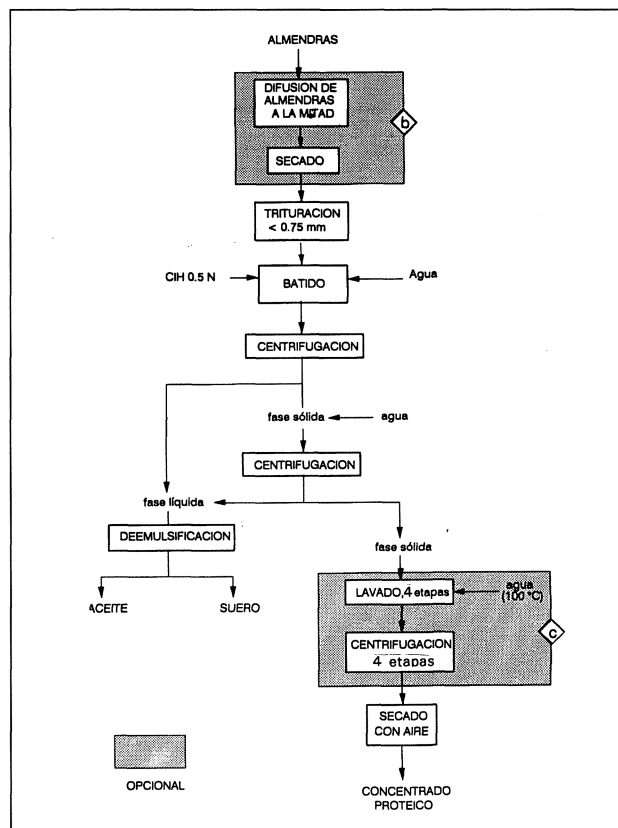 ALMENDRAS
DIFUSION DE
ALMENDRAS
A LA MITAD
b
SECADO
TRITURACION
< 0.75 mm
ClH 0.5 N
BATIDO
Agua
CENTRIFUGACION
fase sólida
agua
CENTRIFUGACION
fase líquida
DEEMULSIFICACION
fase sólida
ACEITE
SUERO
LAVADO,4 etapas
agua
(100 °C)
CENTRIFUGACION
4 etapas
c
SECADO
CON AIRE
OPCIONAL
CONCENTRADO
PROTEICO